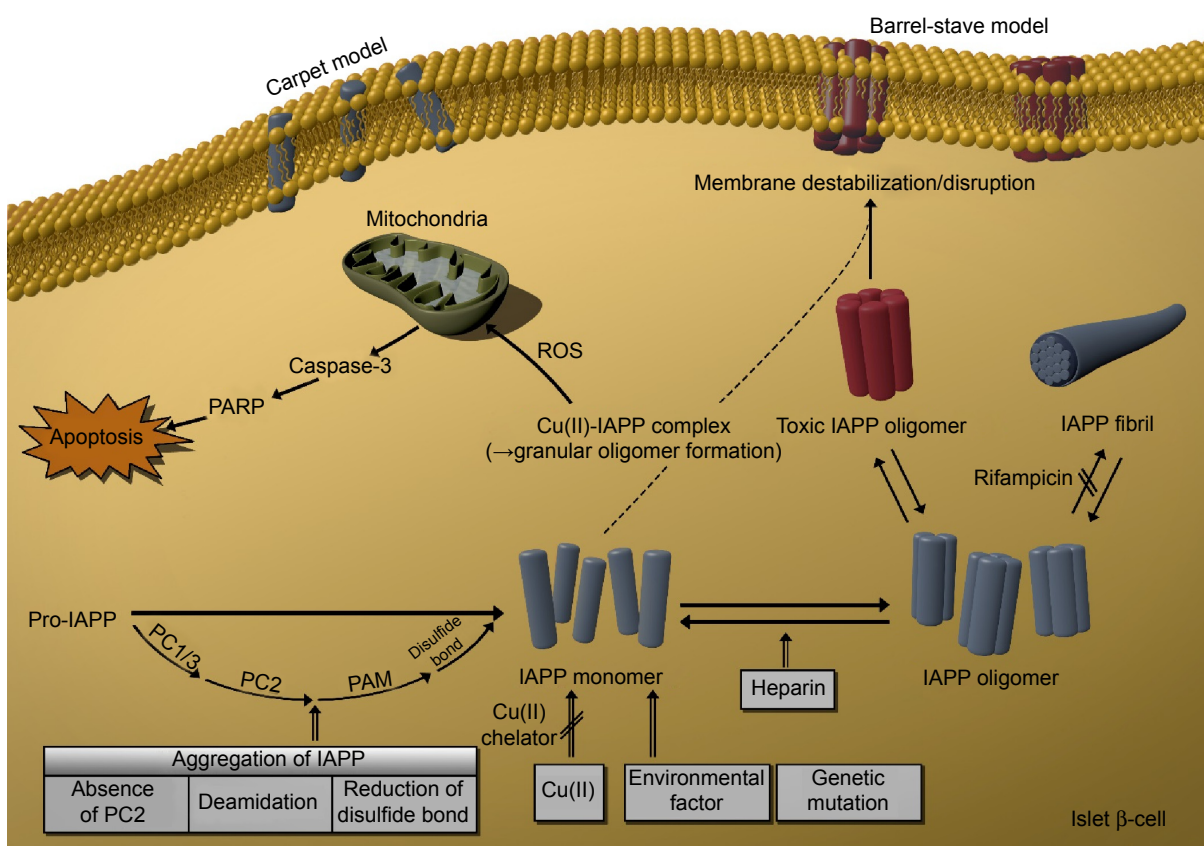 Barrel-stave model
Carpet model
Membrane destabilization/disruption
Mitochondria
ROS
Caspase-3
PARP
Apoptosis
Cu(II)-IAPP complex
(→granular oligomer formation)
Toxic IAPP oligomer
IAPP fibril
Rifampicin
Pro-IAPP
PC1/3
PC2
PAM
Disulfide
bond
IAPP monomer
IAPP oligomer
Heparin
Cu(II)
chelator
Aggregation of IAPP
Absence
of PC2
Deamidation
Reduction of
disulfide bond
Cu(II)
Environmental
factor
Genetic
mutation
Islet β-cell